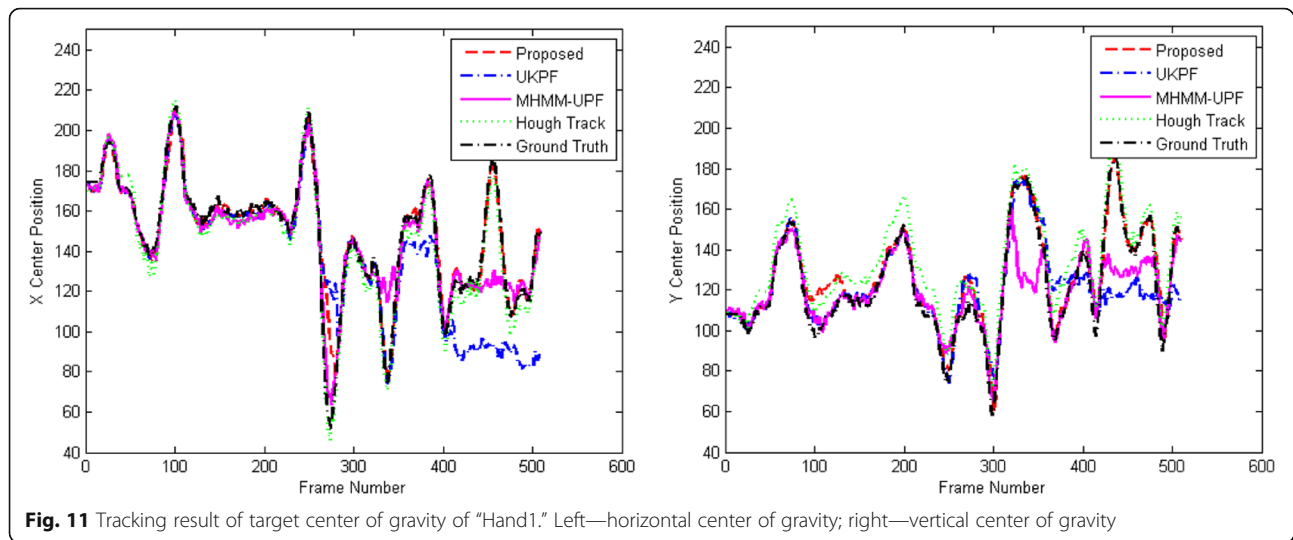 240
220
200
180
160
140
120
100
80
60
40
0
100
200
300
400
500
600
X Center Position
Frame Number
Proposed
UKPF
MHMM-UPF
Hough Track
Ground Truth
240
220
200
180
160
140
120
100
80
60
40
0
100
200
300
400
500
600
Y Center Position
Frame Number
Proposed
UKPF
MHMM-UPF
Hough Track
Ground Truth
Fig. 11 Tracking result of target center of gravity of "Hand1." Left—horizontal center of gravity; right—vertical center of gravity